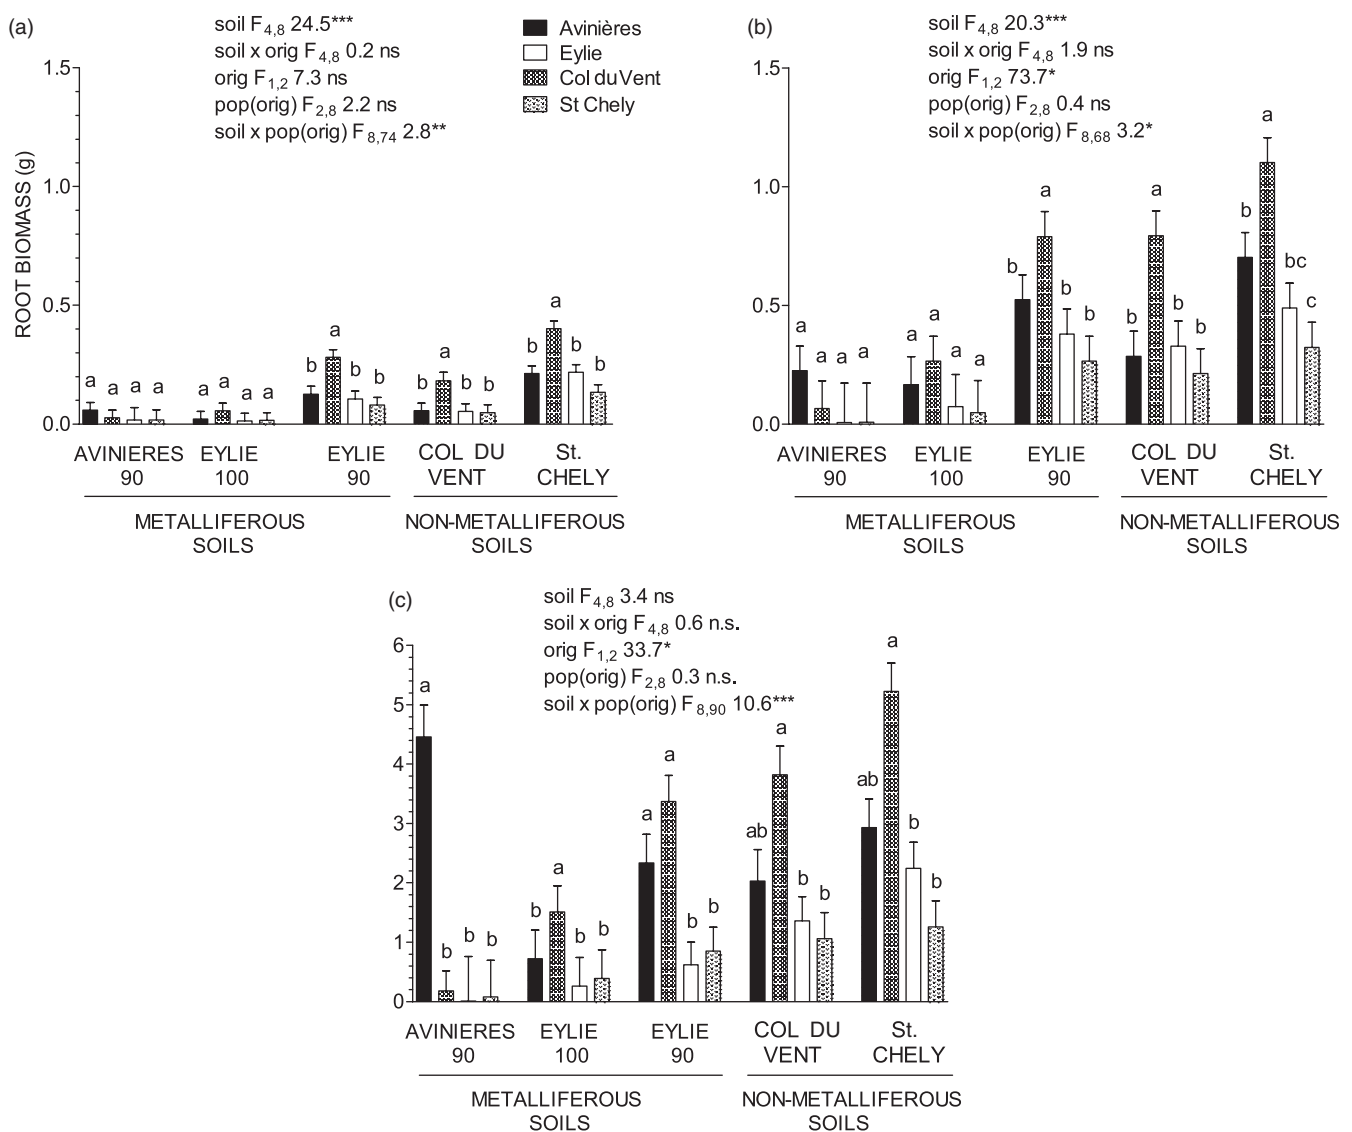 (a)
soil F4,8 24.5***
soil x orig F4,8 0.2 ns
orig F1,2 7.3 ns
pop(orig) F2,8 2.2 ns
soil x pop(orig) F8,74 2.8**
Avinières
Eylie
Col du Vent
St Chely
ROOT BIOMASS (g)
1.5
1.0
0.5
0.0
a a a a
a a a a
b a b b
b a b b
b a b b
AVINIERES 90
EYLIE 100
EYLIE 90
COL DU VENT
St. CHELY
METALLIFEROUS SOILS
NON-METALLIFEROUS SOILS
(b)
soil F4,8 20.3***
soil x orig F4,8 1.9 ns
orig F1,2 73.7*
pop(orig) F2,8 0.4 ns
soil x pop(orig) F8,68 3.2*
1.5
1.0
0.5
0.0
a a a a
a a a a
b a b b
b a b b
b a bc c
AVINIERES 90
EYLIE 100
EYLIE 90
COL DU VENT
St. CHELY
METALLIFEROUS SOILS
NON-METALLIFEROUS SOILS
(c)
soil F4,8 3.4 ns
soil x orig F4,8 0.6 n.s.
orig F1,2 33.7*
pop(orig) F2,8 0.3 n.s.
soil x pop(orig) F8,90 10.6***
6
5
4
3
2
1
0
a b b b
b a b b
a a b b
ab a b b
ab a b b
AVINIERES 90
EYLIE 100
EYLIE 90
COL DU VENT
St. CHELY
METALLIFEROUS SOILS
NON-METALLIFEROUS SOILS